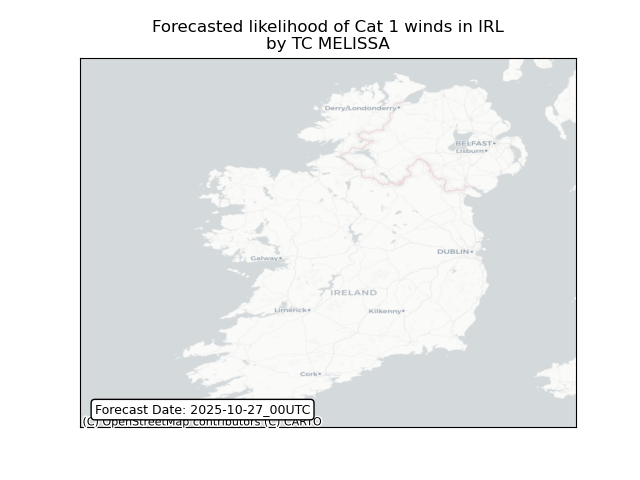 Forecasted likelihood of Cat 1 winds in IRL
by TC MELISSA
Derry/Londonderry
BELFAST
Lisburn
Galway
DUBLIN
IRELAND
Limerick
Kilkenny
Cork
Forecast Date: 2025-10-27_00UTC
(C) OpenStreetMap contributors (C) CARTO